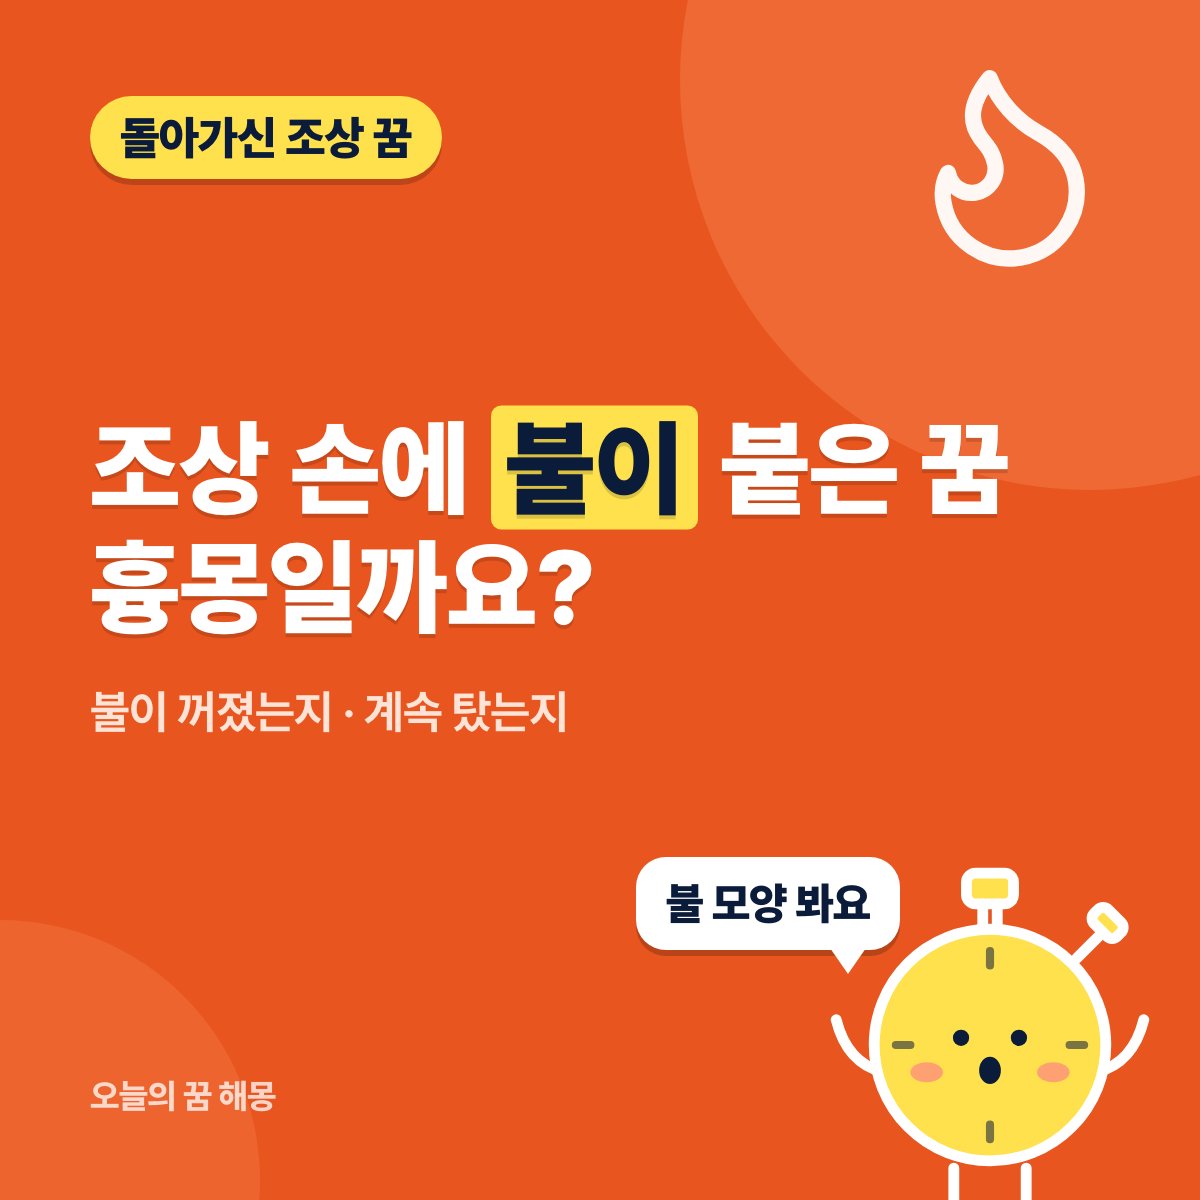 돌아가신 조상 꿈
조상 손에 불이 붙은 꿈
흉몽일까요?
불이 꺼졌는지 · 계속 탔는지
불 모양 봐요
오늘의 꿈 해몽